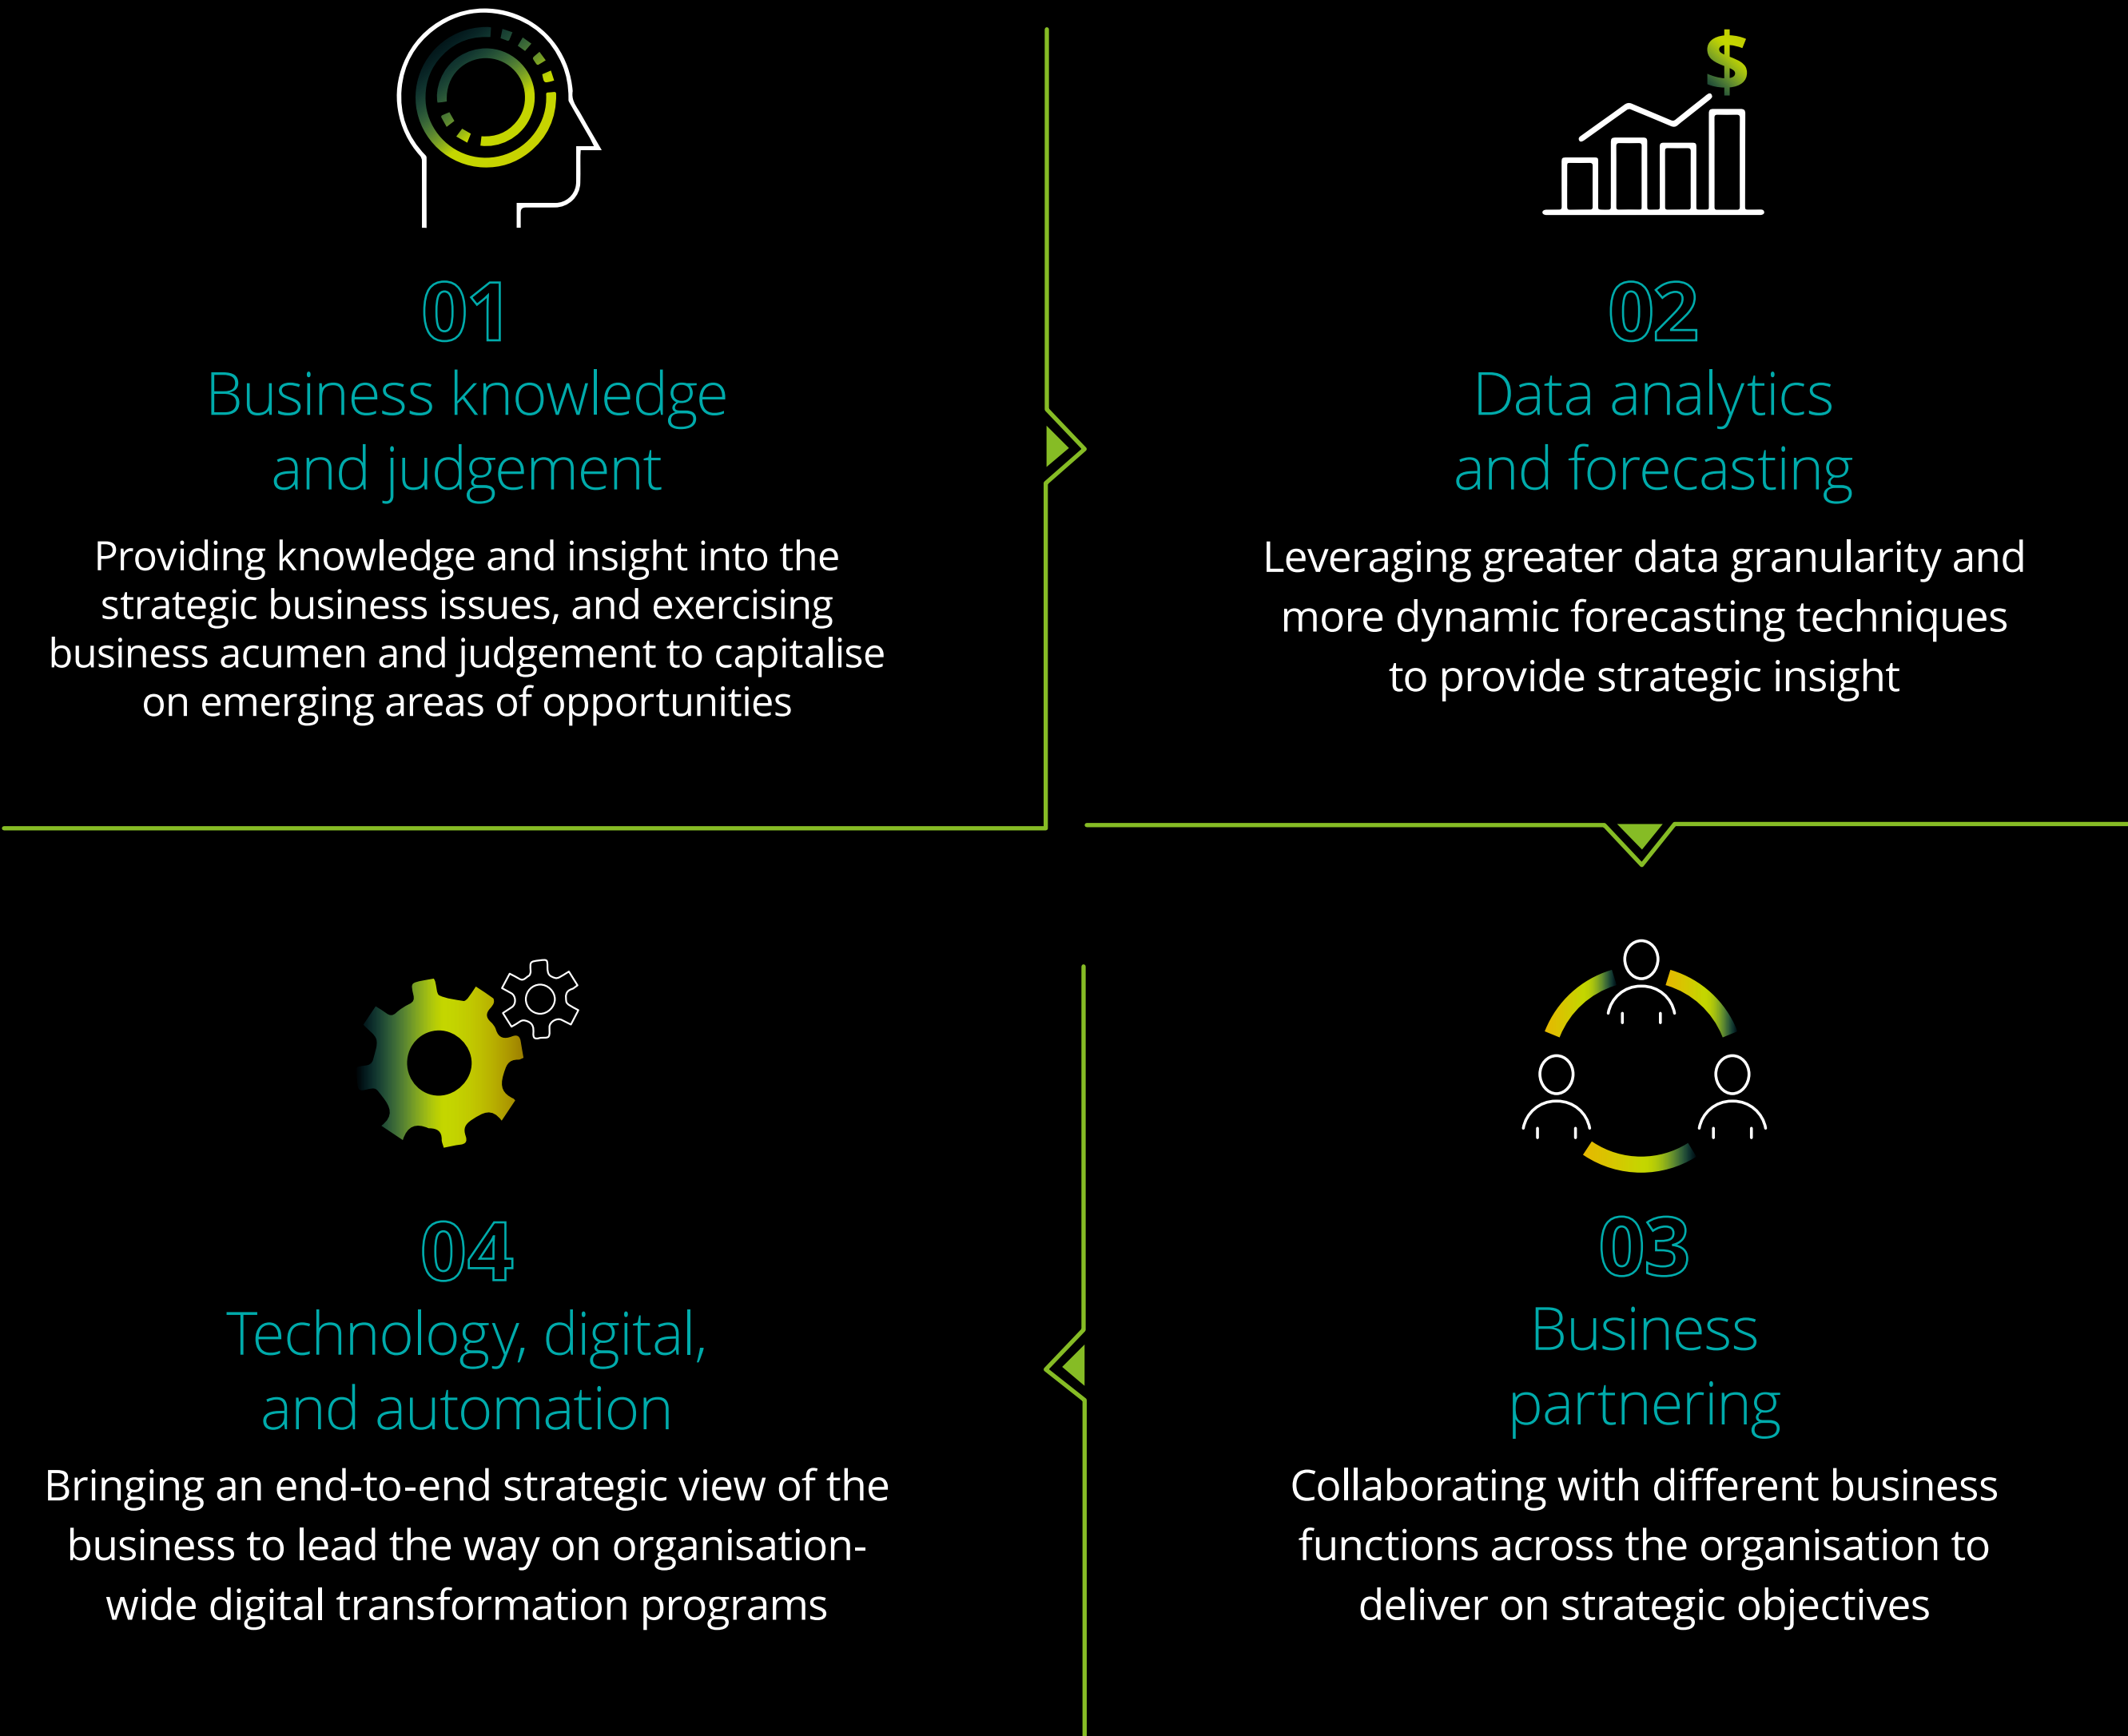 01
Business knowledge
and judgement
Providing knowledge and insight into the
strategic business issues, and exercising
business acumen and judgement to capitalise
on emerging areas of opportunities
$
02
Data analytics
and forecasting
Leveraging greater data granularity and
more dynamic forecasting techniques
to provide strategic insight
03
Business
partnering
Collaborating with different business
functions across the organisation to
deliver on strategic objectives
04
Technology, digital,
and automation
Bringing an end-to-end strategic view of the
business to lead the way on organisation-
wide digital transformation programs